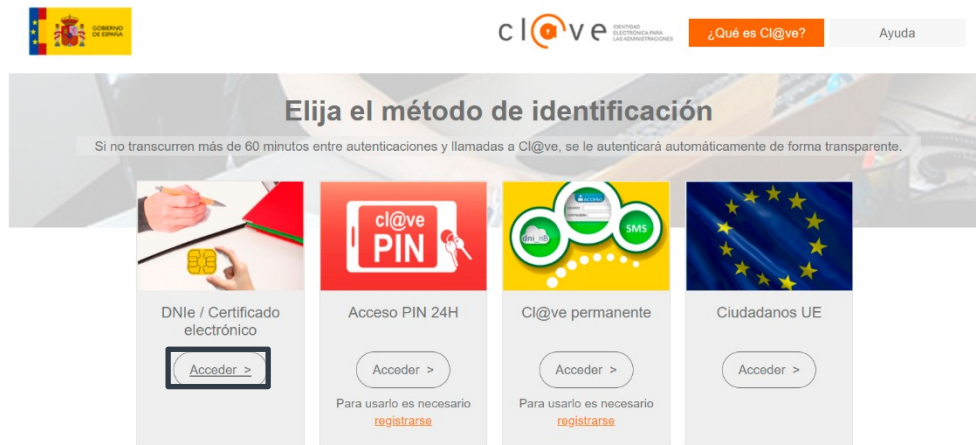 GOBIERNO
DE ESPAÑA
cl@ve
IDENTIDAD
ELECTRÓNICA PARA
LAS ADMINISTRACIONES
¿Qué es Cl@ve?
Ayuda
Elija el método de identificación
Si no transcurren más de 60 minutos entre autenticaciones y llamadas a Cl@ve, se le autenticará automáticamente de forma transparente.
cl@ve
PIN
dni_nb
SMS
DNIe / Certificado
electrónico
Acceder >
Acceso PIN 24H
Acceder >
Para usarlo es necesario
registrarse
Cl@ve permanente
Acceder >
Para usarlo es necesario
registrarse
Ciudadanos UE
Acceder >